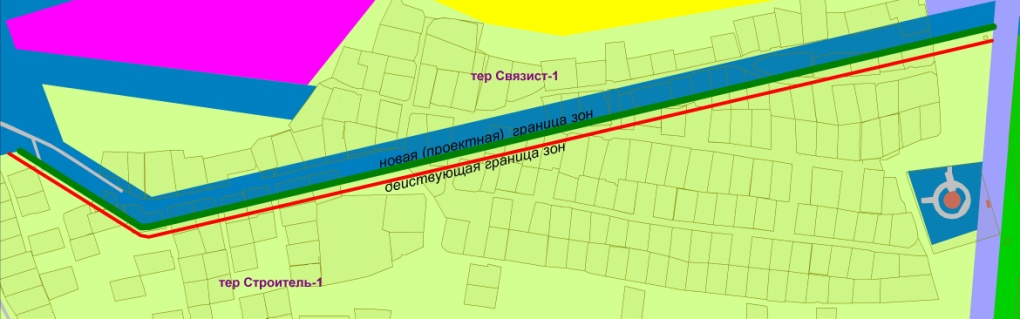 тер Связист-1
новая (проектная) граница зон
действующая граница зон
тер Строитель-1